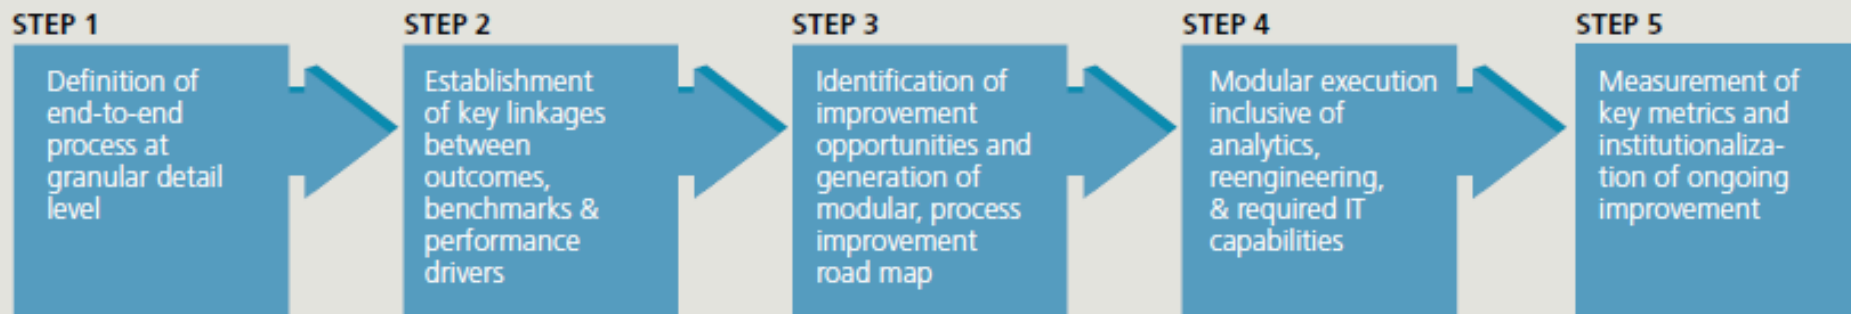 STEP 1
Definition of
end-to-end
process at
granular detail
level
STEP 2
Establishment
of key linkages
between
outcomes,
benchmarks &
performance
drivers
STEP 3
Identification of
improvement
opportunities and
generation of
modular, process
improvement
road map
STEP 4
Modular execution
inclusive of
analytics,
reengineering,
& required IT
capabilities
STEP 5
Measurement of
key metrics and
institutionaliza-
tion of ongoing
improvement